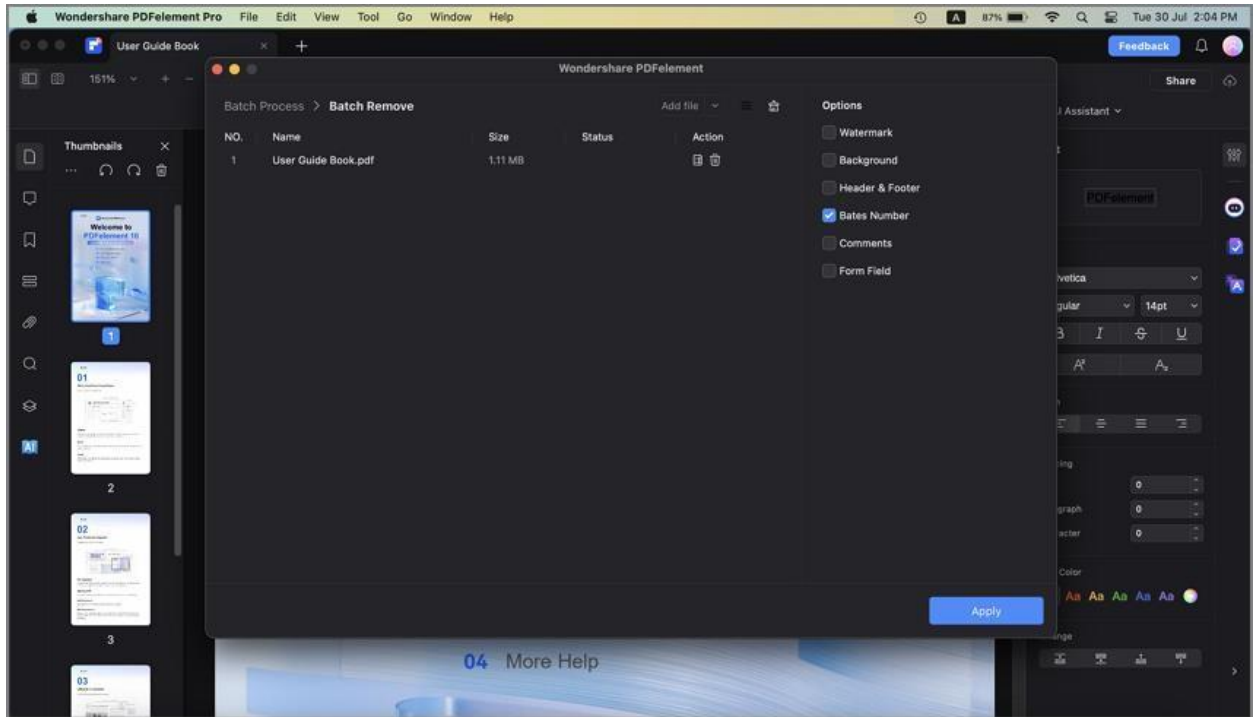 Wondershare PDFelement Pro File Edit View Tool Go Window Help A 87% Tue 30 Jul 2:04 PM
User Guide Book × + Feedback
151% + − Wondershare PDFelement Share
Batch Process > Batch Remove Add file Options Assistant
NO. Name Size Status Action Watermark
1 User Guide Book.pdf 1.11 MB Background
Header & Footer
Bates Number
Comments
Form Field
Apply
Thumbnails ×
Welcome to
PDFelement 10
1
01
2
02
3
03
PDFelement
14pt
B I S U
0
0
0
Color
Aa Aa Aa Aa Aa
04 More Help
AI